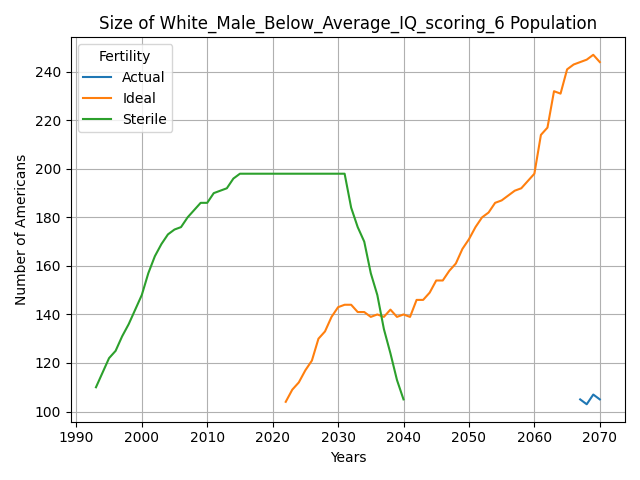 Size of White_Male_Below_Average_IQ_scoring_6 Population
Fertility
Actual
Ideal
Sterile
Number of Americans
240
220
200
180
160
140
120
100
1990 2000 2010 2020 2030 2040 2050 2060 2070
Years